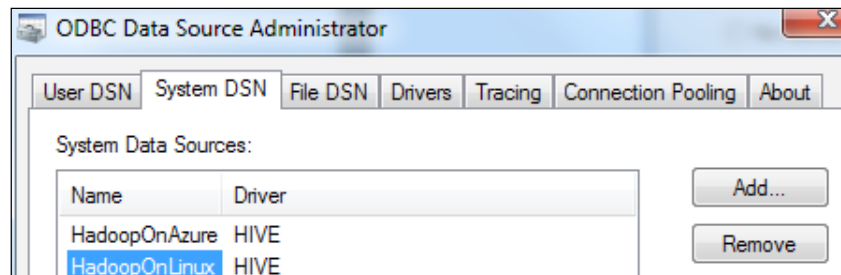 ODBC Data Source Administrator
User DSN System DSN File DSN Drivers Tracing Connection Pooling About
System Data Sources:
Name Driver
Add...
HadoopOnAzure HIVE
Remove
HadoopOnLinux HIVE